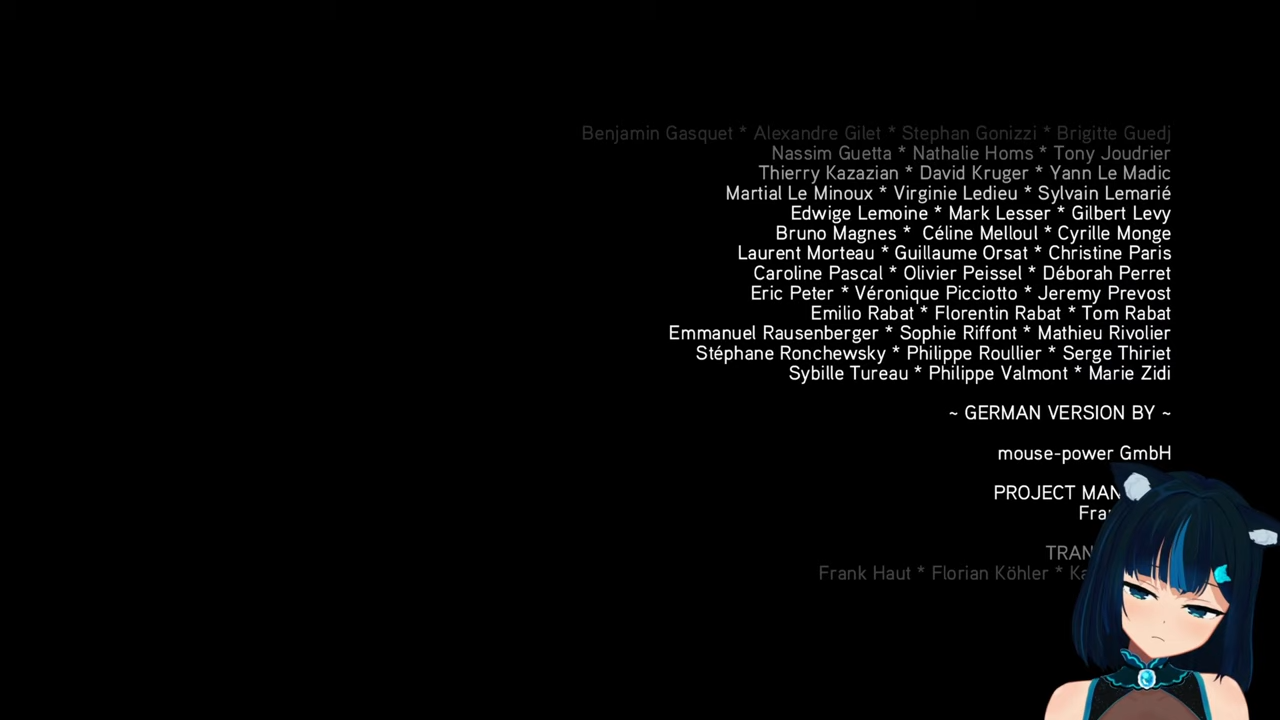 Benjamin Gasquet * Alexandre Gilet * Stephan Gonizzi * Brigitte Guedj
Nassim Guetta * Nathalie Homs * Tony Joudrier
Thierry Kazazian * David Kruger * Yann Le Madic
Martial Le Minoux * Virginie Ledieu * Sylvain Lemarié
Edwige Lemoine * Mark Lesser * Gilbert Levy
Bruno Magnes * Céline Melloul * Cyrille Monge
Laurent Morteau * Guillaume Orsat * Christine Paris
Caroline Pascal * Olivier Peissel * Déborah Perret
Eric Peter * Véronique Picciotto * Jeremy Prevost
Emilio Rabat * Florentin Rabat * Tom Rabat
Emmanuel Rausenberger * Sophie Riffont * Mathieu Rivolier
Stéphane Ronchewsky * Philippe Roullier * Serge Thiriet
Sybille Tureau * Philippe Valmont * Marie Zidi
~ GERMAN VERSION BY ~
mouse-power GmbH
PROJECT
Frank Haut * Florian Köhler *